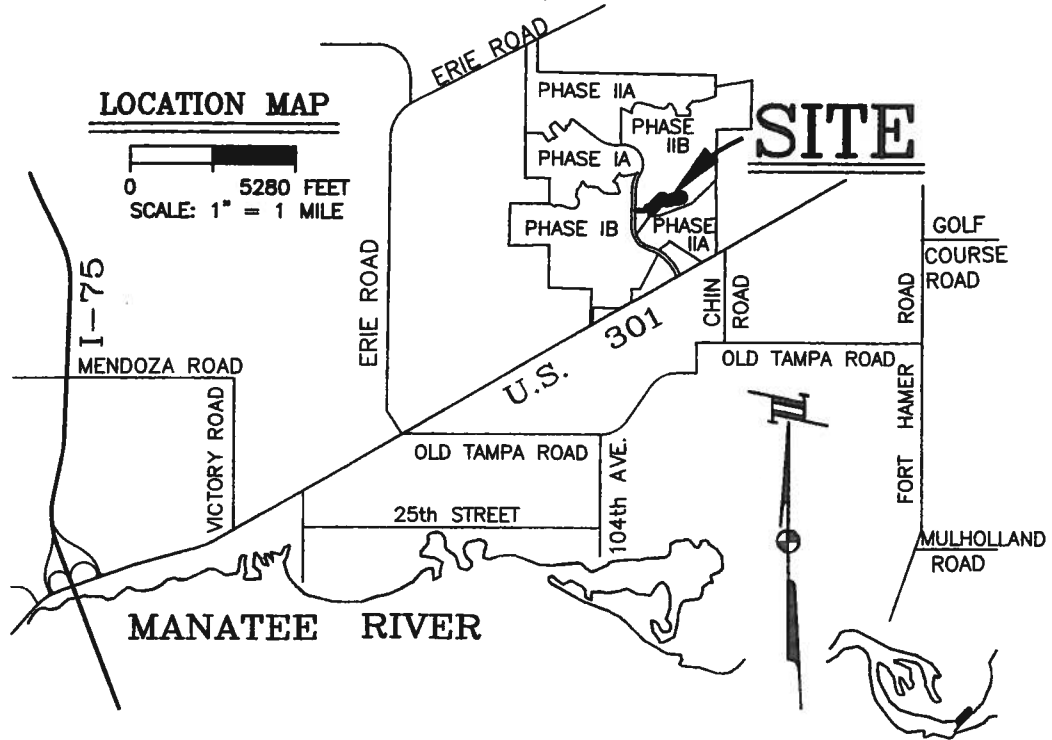 ERIE ROAD
LOCATION MAP
0 5280 FEET
SCALE: 1" = 1 MILE
PHASE IIA
PHASE
IIB
SITE
PHASE IA
PHASE IB
PHASE
IIA
GOLF
COURSE
ROAD
I-75
ERIE ROAD
CHIN
ROAD
ROAD
U.S. 301
MENDOZA ROAD
OLD TAMPA ROAD
N
VICTORY ROAD
FORT HAMER
OLD TAMPA ROAD
104th AVE.
25th STREET
MULHOLLAND
ROAD
MANATEE RIVER